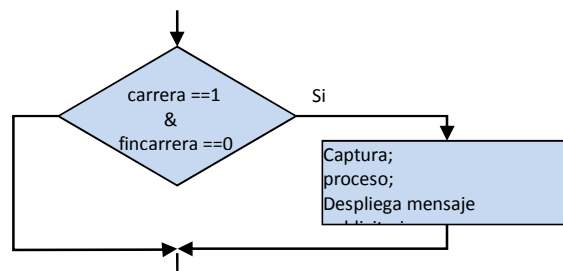 carrera ==1
&
fincarrera ==0
Si
Captura;
proceso;
Despliega mensaje